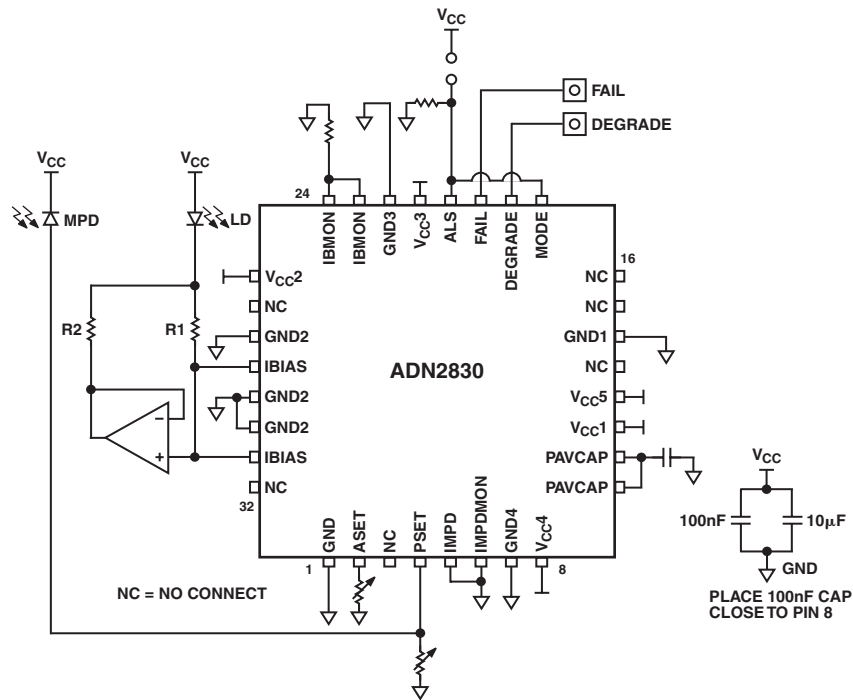 VCC
FAIL
DEGRADE
VCC
VCC
MPD
LD
24
IBMON
IBMON
GND3
VCC3
ALS
FAIL
DEGRADE
MODE
16
VCC2
NC
GND2
IBIAS
GND2
GND2
IBIAS
NC
32
R2
R1
–
+
ADN2830
NC
NC
GND1
NC
VCC5
VCC1
PAVCAP
PAVCAP
1
GND
ASET
NC
PSET
IMPD
IMPDMON
GND4
VCC4
8
NC = NO CONNECT
VCC
100nF
10µF
GND
PLACE 100nF CAP
CLOSE TO PIN 8